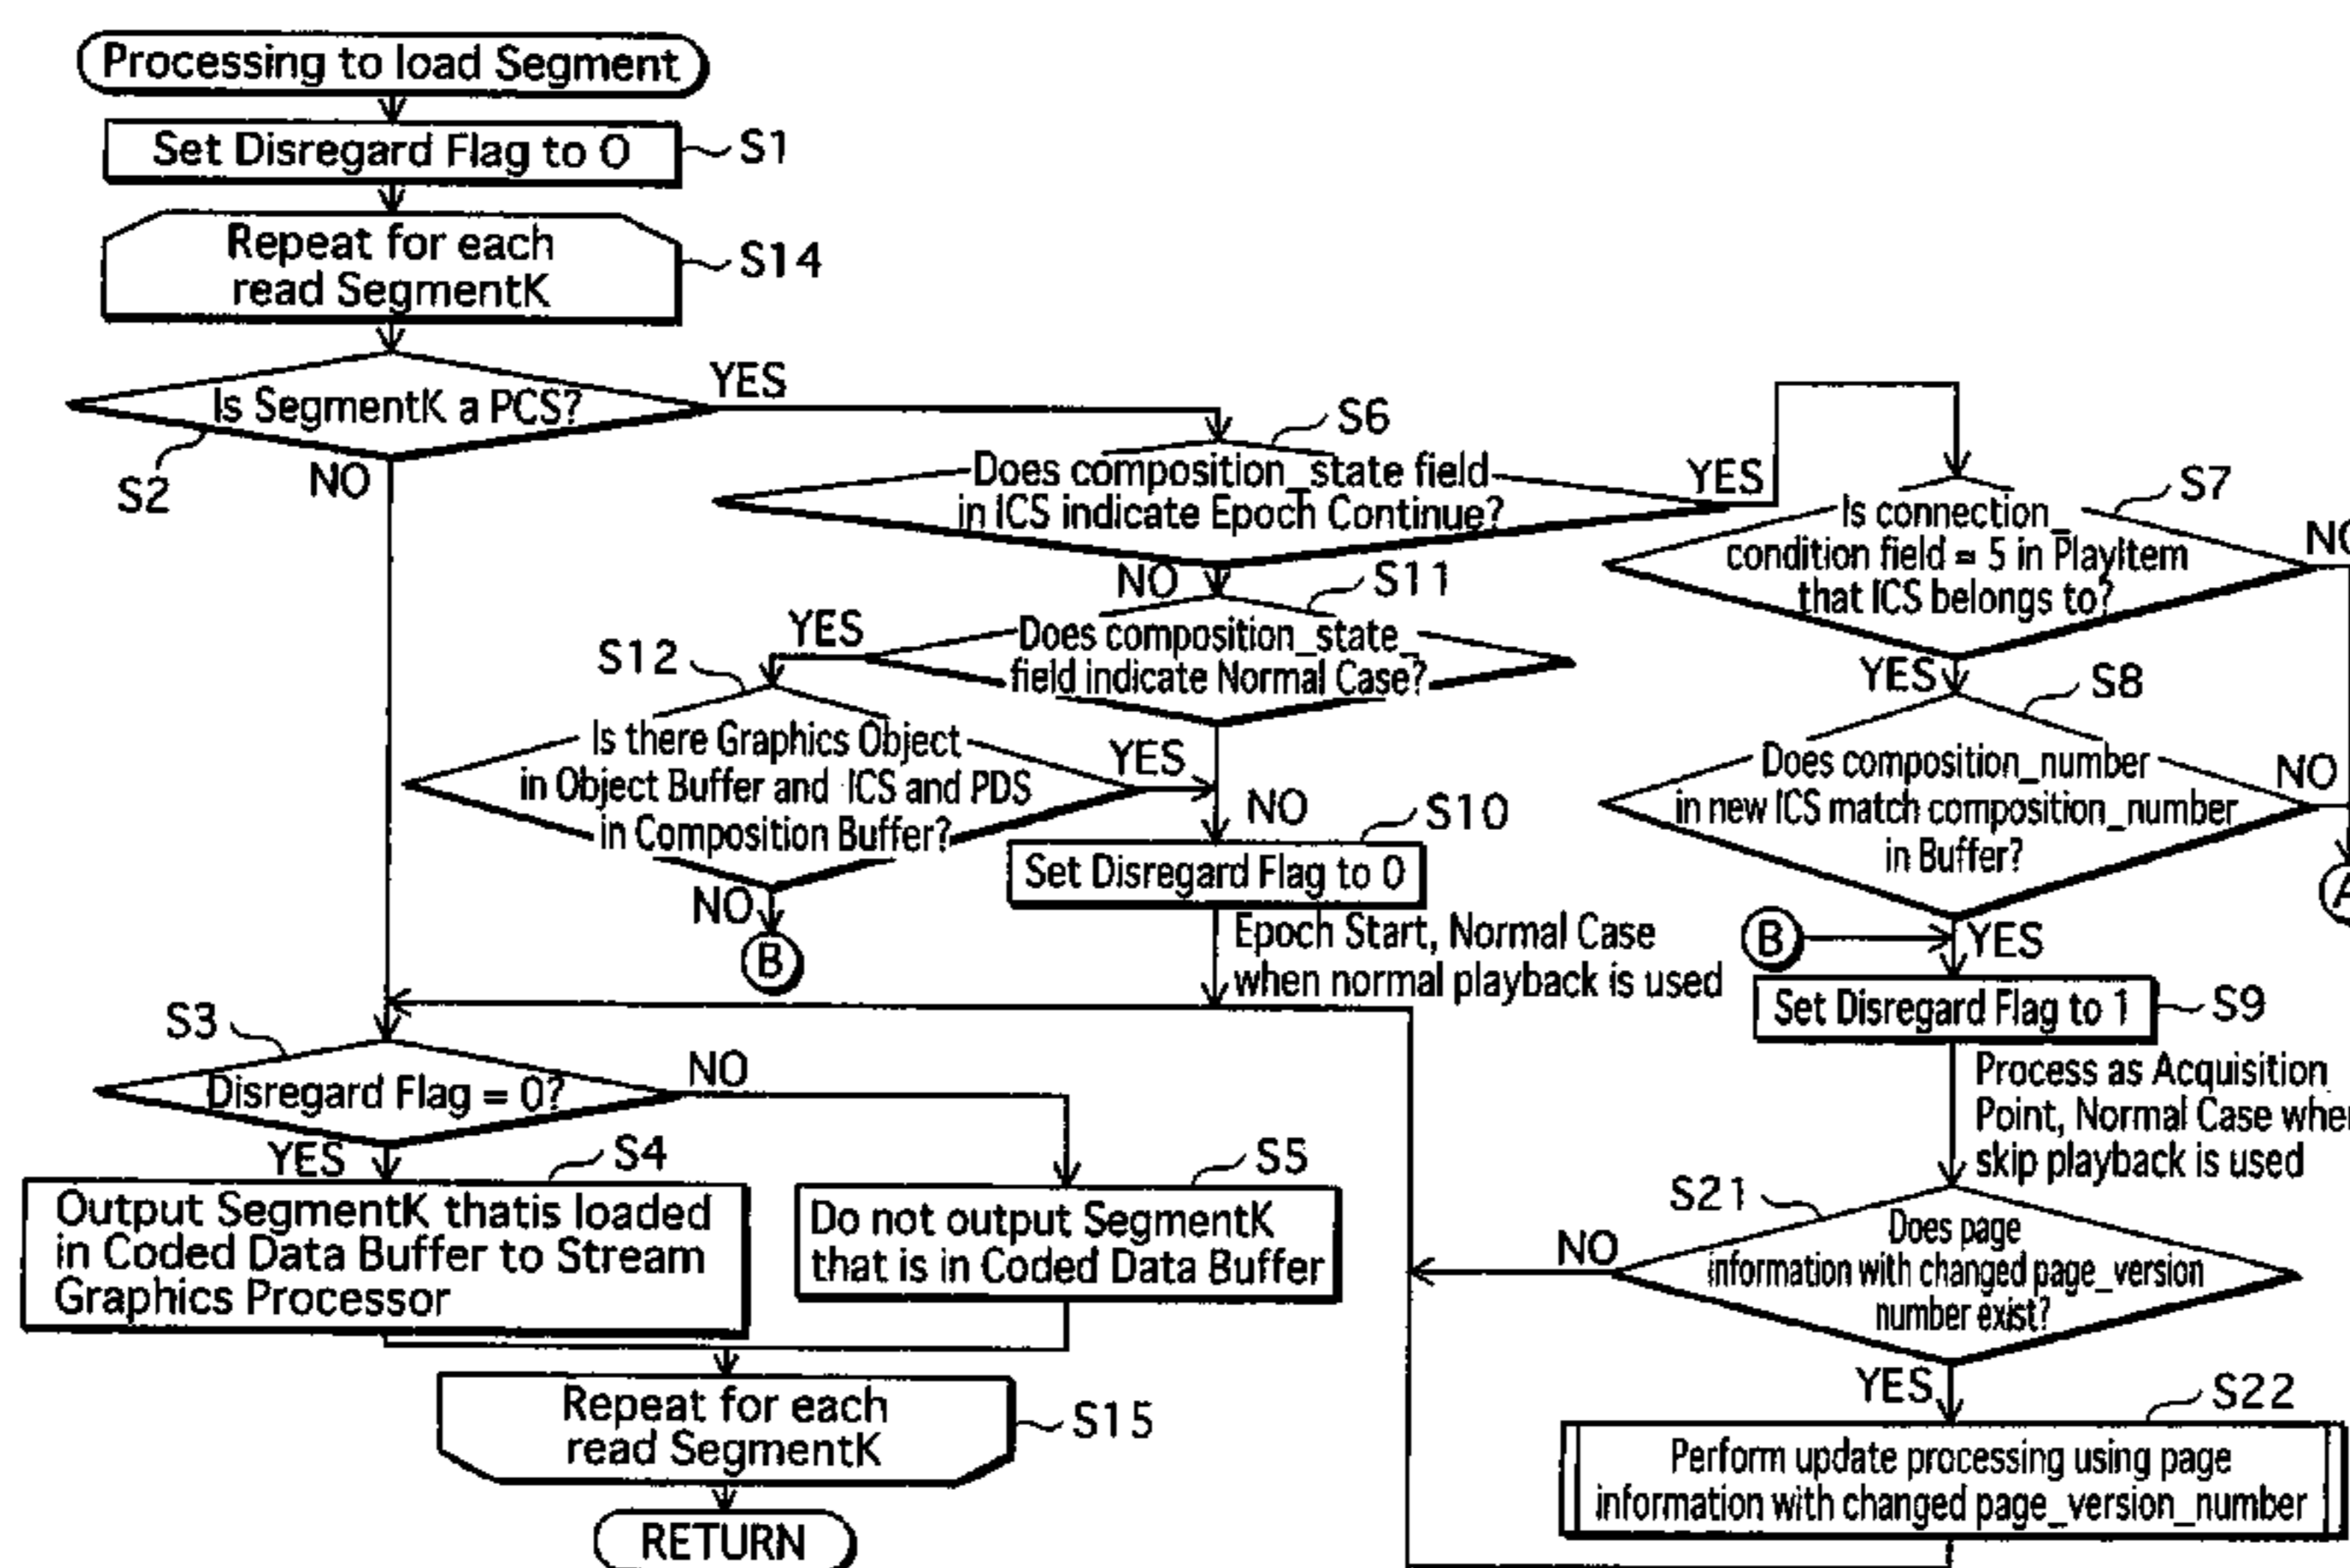 Processing to load Segment
Set Disregard Flag to 0
S1
Repeat for each
read SegmentK
S14
Is SegmentK a PCS?
YES
S2
NO
S6
Does composition_state field
in ICS indicate Epoch Continue?
YES
NO
S7
Is connection_
condition field = 5 in PlayItem
that ICS belongs to?
NO
YES
S11
Does composition_state_
field indicate Normal Case?
YES
S12
Is there Graphics Object
in Object Buffer and ICS and PDS
in Composition Buffer?
YES
NO
B
NO
S10
Set Disregard Flag to 0
Epoch Start, Normal Case
when normal playback is used
S8
Does composition_number
in new ICS match composition_number
in Buffer?
NO
A
B
YES
Set Disregard Flag to 1
S9
Process as Acquisition
Point, Normal Case when
skip playback is used
S3
Disregard Flag = 0?
NO
YES
S4
Output SegmentK thatis loaded
in Coded Data Buffer to Stream
Graphics Processor
S5
Do not output SegmentK
that is in Coded Data Buffer
S21
Does page
information with changed page_version
number exist?
NO
YES
S22
Perform update processing using page
information with changed page_version_number
Repeat for each
read SegmentK
S15
RETURN